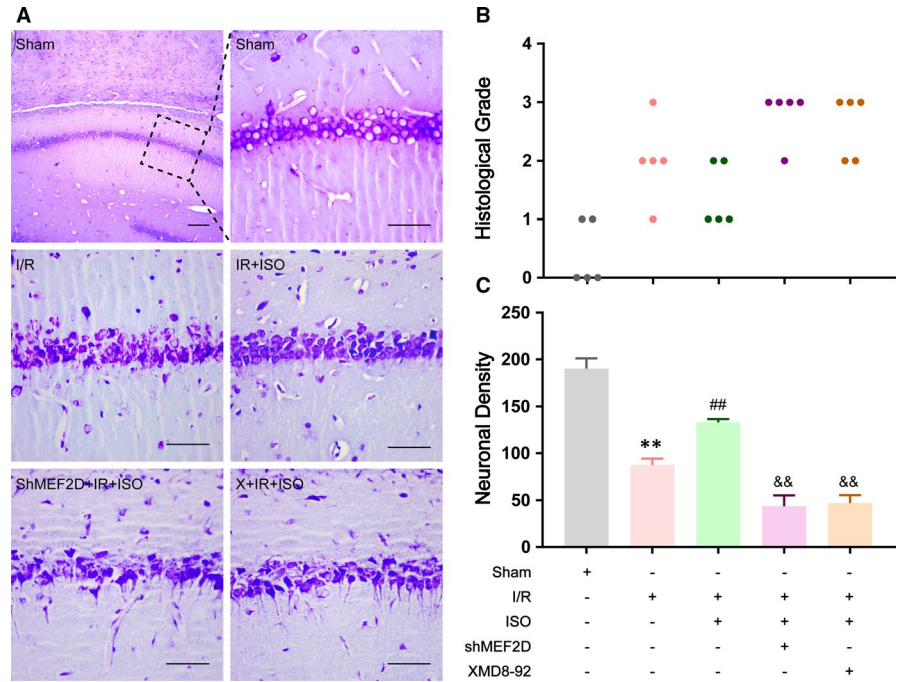 A
Sham
Sham
I/R
IR+ISO
ShMEF2D+IR+ISO
X+IR+ISO
B
Histological Grade
4
3
2
1
0
C
Neuronal Density
250
200
150
100
50
0
**
##
&&
&&
Sham + - - - -
I/R - + + + +
ISO - - + + +
shMEF2D - - - + -
XMD8-92 - - - - +